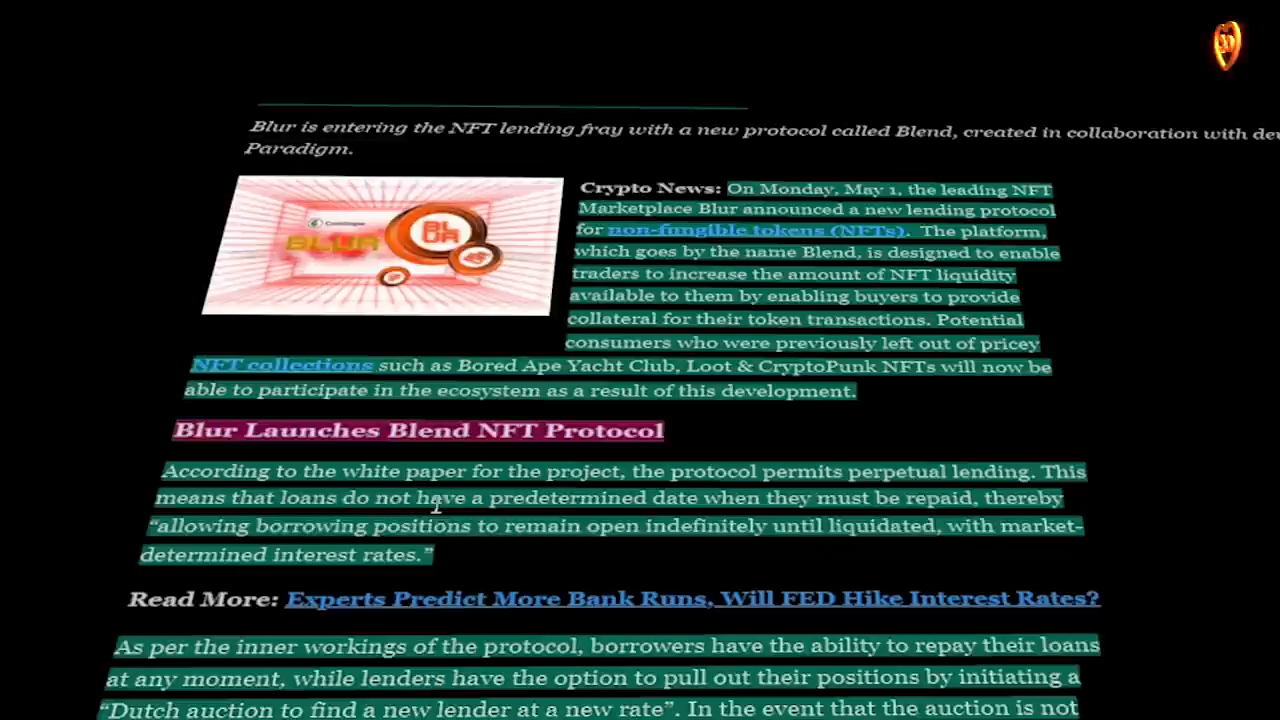 Blur is entering the NFT lending fray with a new protocol called Blend, created in collaboration with
Paradigm.
Crypto News: On Monday, May 1, the leading NFT
Marketplace Blur announced a new lending protocol
for non-fungible tokens (NFTs). The platform,
which goes by the name Blend, is designed to enable
traders to increase the amount of NFT liquidity
available to them by enabling buyers to provide
collateral for their token transactions. Potential
consumers who were previously left out of pricey
NFT collections such as Bored Ape Yacht Club, Loot & CryptoPunk NFTs will now be
able to participate in the ecosystem as a result of this development.
BLUR
BL
UR
Blur Launches Blend NFT Protocol
According to the white paper for the project, the protocol permits perpetual lending. This
means that loans do not have a predetermined date when they must be repaid, thereby
“allowing borrowing positions to remain open indefinitely until liquidated, with market-
determined interest rates.”
Read More: Experts Predict More Bank Runs, Will FED Hike Interest Rates?
As per the inner workings of the protocol, borrowers have the ability to repay their loans
at any moment, while lenders have the option to pull out their positions by initiating a
“Dutch auction to find a new lender at a new rate”. In the event that the auction is not